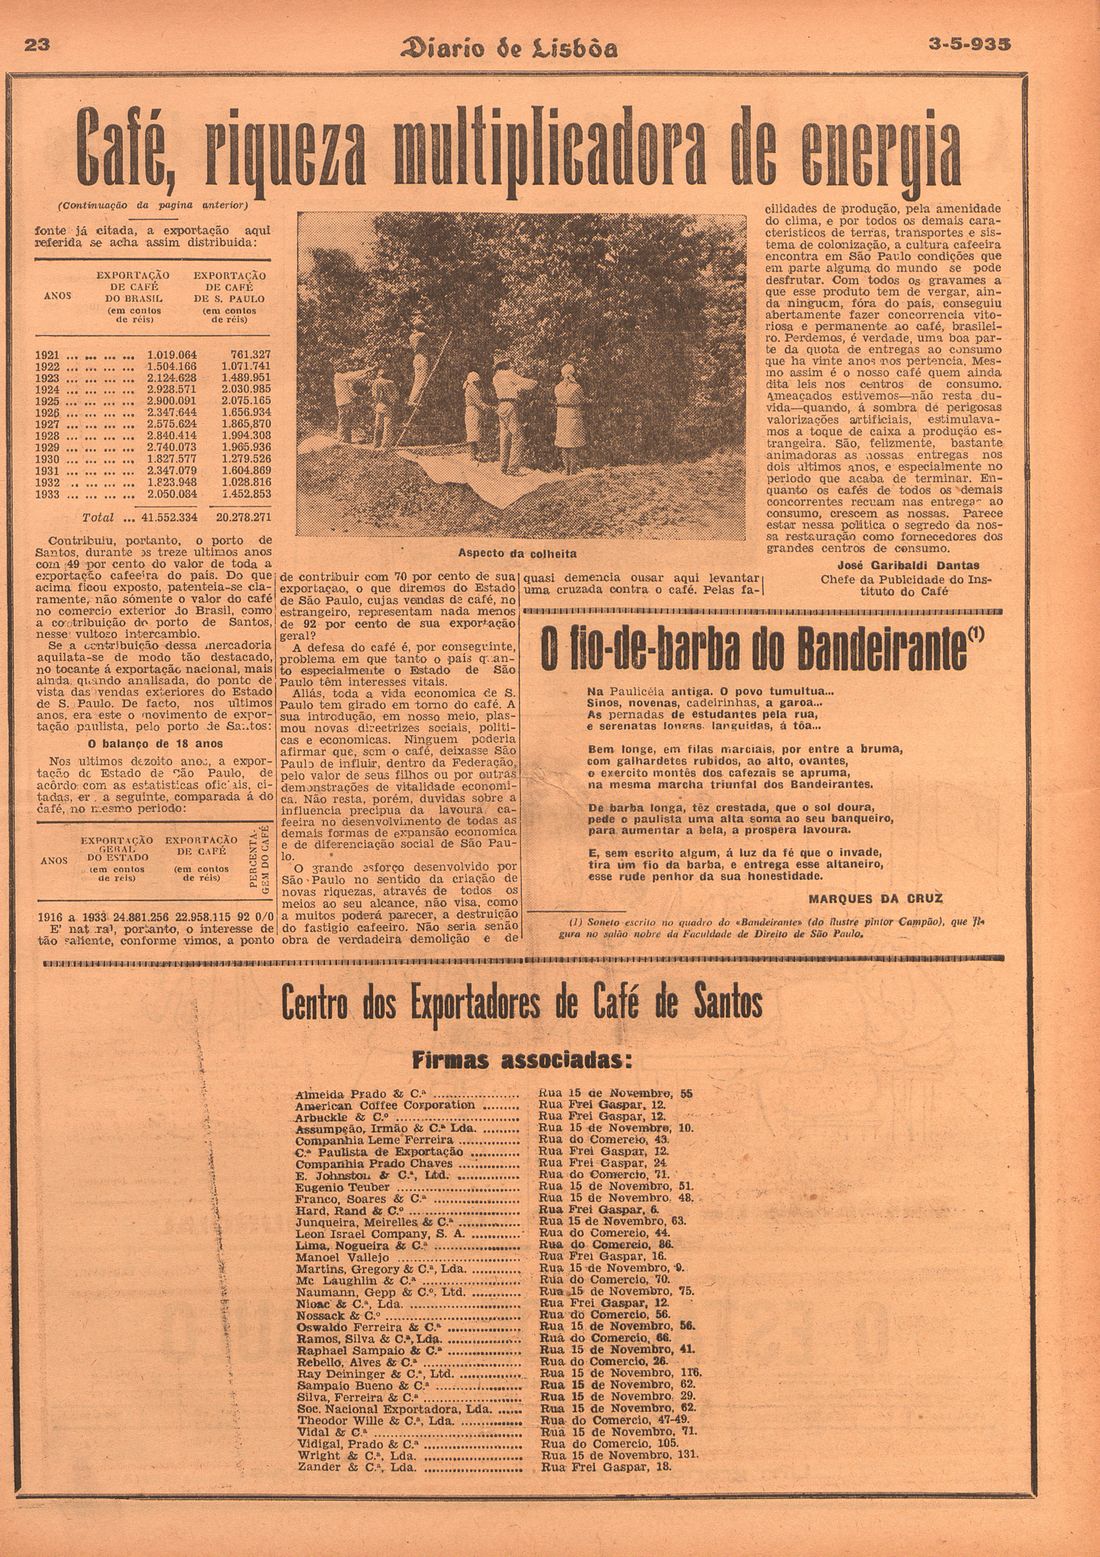 23
Diario de Lisbôa
3-5-935
Café, riqueza multiplicadora de energia
(Continuação da pagina anterior)
fonte já citada, a exportação aqui
referida se acha assim distribuida:
ANOS
EXPORTAÇÃO DE CAFÉ DO BRASIL (em contos de réis)
EXPORTAÇÃO DE CAFÉ DE S. PAULO (em contos de réis)
1921 ... ... ... ... 1.019.064 761.327
1922 ... ... ... ... 1.504.166 1.071.741
1923 ... ... ... ... 2.124.628 1.489.951
1924 ... ... ... ... 2.928.571 2.030.985
1925 ... ... ... ... 2.900.091 2.075.165
1926 ... ... ... ... 2.347.644 1.656.934
1927 ... ... ... ... 2.575.624 1.865,870
1928 ... ... ... ... 2.840.414 1.994.308
1929 ... ... ... ... 2.740.073 1.965.936
1930 ... ... ... ... 1.827.577 1.279.526
1931 ... ... ... ... 2.347.079 1.604.869
1932 ... ... ... ... 1.823.948 1.028.816
1933 ... ... ... ... 2.050.084 1.452.853
Total ... 41.552.334 20.278.271
Contribuiu, portanto, o porto de
Santos, durante os treze ultimos anos
com 49 por cento do valor de toda a
exportação cafeeira do país. Do que
acima ficou exposto, patenteia-se cla-
ramente, não sómente o valor do café
no comercio exterior do Brasil, como
a contribuição do porto de Santos,
nesse vultoso intercambio.
Se a contribuição dessa mercadoria
aquilata-se de modo tão destacado,
no tocante á exportação nacional, mais
ainda, quando analisada, do ponto de
vista das vendas exteriores do Estado
de S. Paulo. De facto, nos ultimos
anos, era este o movimento de expor-
tação paulista, pelo porto de Santos:
O balanço de 18 anos
Nos ultimos dezoito anos, a expor-
tação do Estado de São Paulo, de
acôrdo com as estatisticas oficiais, ci-
tadas, era a seguinte, comparada á do
café, no mesmo periodo:
ANOS
EXPORTAÇÃO GERAL DO ESTADO (em contos de reis)
EXPORTAÇÃO DE CAFÉ (em contos de réis)
PERCENTA-
GEM DO CAFÉ
1916 a 1933 24.881.256 22.958.115 92 0/0
E' natural, portanto, o interesse de
tão saliente, conforme vimos, a ponto
Aspecto da colheita
de contribuir com 70 por cento de sua
exportação, o que diremos do Estado
de São Paulo, cujas vendas de café, no
estrangeiro, representam nada menos
de 92 por cento de sua exportação
geral?
A defesa do café é, por conseguinte,
problema em que tanto o país quan-
to especialmente o Estado de São
Paulo têm interesses vitais.
Aliás, toda a vida economica de S.
Paulo tem girado em torno do café. A
sua introdução, em nosso meio, plas-
mou novas directrizes sociais, politi-
cas e economicas. Ninguem poderia
afirmar que, sem o café, deixasse São
Paulo de influir, dentro da Federação,
pelo valor de seus filhos ou por outras
demonstrações de vitalidade economi-
ca. Não resta, porém, duvidas sobre a
influencia precipua da lavoura ca-
feeira no desenvolvimento de todas as
demais formas de expansão economica
e de diferenciação social de São Pau-
lo.
O grande esforço desenvolvido por
São Paulo no sentido da criação de
novas riquezas, através de todos os
meios ao seu alcance, não visa, como
a muitos poderá parecer, a destruição
do fastigio cafeeiro. Não seria senão
obra de verdadeira demolição e de
quasi demencia ousar aqui levantar
uma cruzada contra o café. Pelas fa-
cilidades de produção, pela amenidade
do clima, e por todos os demais cara-
cteristicos de terras, transportes e sis-
tema de colonização, a cultura cafeeira
encontra em São Paulo condições que
em parte alguma do mundo se pode
desfrutar. Com todos os gravames a
que esse produto tem de vergar, ain-
da ninguem, fóra do país, conseguiu
abertamente fazer concorrencia vito-
riosa e permanente ao café, brasilei-
ro. Perdemos, é verdade, uma boa par-
te da quota de entregas ao consumo
que ha vinte anos nos pertencia. Mes-
mo assim é o nosso café quem ainda
dita leis nos centros de consumo.
Ameaçados estivemos—não resta du-
vida—quando, á sombra de perigosas
valorizações artificiais, estimulava-
mos a toque de caixa a produção es-
trangeira. São, felizmente, bastante
animadoras as nossas entregas nos
dois ultimos anos, e especialmente no
periodo que acaba de terminar. En-
quanto os cafés de todos os demais
concorrentes recuam nas entregas ao
consumo, crescem as nossas. Parece
estar nessa politica o segredo da nos-
sa restauração como fornecedores dos
grandes centros de consumo.
José Garibaldi Dantas
Chefe da Publicidade do Ins-
tituto do Café
O fio-de-barba do Bandeirante(1)
Na Paulicéia antiga. O povo tumultua...
Sinos, novenas, cadeirinhas, a garoa...
As pernadas de estudantes pela rua,
e serenatas longas, languidas, á tôa...
Bem longe, em filas marciais, por entre a bruma,
com galhardetes rubidos, ao alto, ovantes,
o exercito montês dos cafezais se apruma,
na mesma marcha triunfal dos Bandeirantes.
De barba longa, têz crestada, que o sol doura,
pede o paulista uma alta soma ao seu banqueiro,
para aumentar a bela, a prospera lavoura.
E, sem escrito algum, á luz da fé que o invade,
tira um fio da barba, e entrega esse altaneiro,
esse rude penhor da sua honestidade.
MARQUES DA CRUZ
(1) Soneto escrito no quadro do «Bandeirante» (do ilustre pintor Campão), que fi-
gura no salão nobre da Faculdade de Direito de São Paulo.
Centro dos Exportadores de Café de Santos
Firmas associadas:
Almeida Prado & C.ª ... Rua 15 de Novembro, 55
American Coffee Corporation ... Rua Frei Gaspar, 12.
Arbuckle & C.º ... Rua Frei Gaspar, 12.
Assumpção, Irmão & C.ª Lda. ... Rua 15 de Novembro, 10.
Companhia Leme Ferreira ... Rua do Comercio, 43.
C.ª Paulista de Exportação ... Rua Frei Gaspar, 12.
Companhia Prado Chaves ... Rua Frei Gaspar, 24
E. Johnston & C.ª, Ltd. ... Rua do Comercio, 71.
Eugenio Teuber ... Rua 15 de Novembro, 51.
Franco, Soares & C.ª ... Rua 15 de Novembro, 48.
Hard, Rand & C.º ... Rua Frei Gaspar, 6.
Junqueira, Meirelles & C.ª ... Rua 15 de Novembro, 63.
Leon Israel Company, S. A. ... Rua do Comercio, 44.
Lima, Nogueira & C.ª ... Rua do Comercio, 86.
Manoel Vallejo ... Rua Frei Gaspar, 16.
Martins, Gregory & C.ª, Lda. ... Rua 15 de Novembro, 9.
Mc Laughlin & C.ª ... Rua do Comercio, 70.
Naumann, Gepp & C.º, Ltd. ... Rua 15 de Novembro, 75.
Nioac & C.ª, Lda. ... Rua Frei Gaspar, 12.
Nossack & C.º ... Rua do Comercio, 56.
Oswaldo Ferreira & C.ª ... Rua 15 de Novembro, 56.
Ramos, Silva & C.ª, Lda. ... Rua do Comercio, 66.
Raphael Sampaio & C.ª ... Rua 15 de Novembro, 41.
Rebello, Alves & C.ª ... Rua do Comercio, 26.
Ray Deininger & C.ª, Ltd. ... Rua 15 de Novembro, 116.
Sampaio Bueno & C.ª ... Rua 15 de Novembro, 62.
Silva, Ferreira & C.ª ... Rua 15 de Novembro, 29.
Soc. Nacional Exportadora, Lda. ... Rua 15 de Novembro, 62.
Theodor Wille & C.ª, Lda. ... Rua do Comercio, 47-49.
Vidal & C.ª ... Rua 15 de Novembro, 71.
Vidigal, Prado & C.ª ... Rua do Comercio, 105.
Wright & C.ª, Lda. ... Rua 15 de Novembro, 131.
Zander & C.ª, Lda. ... Rua Frei Gaspar, 18.